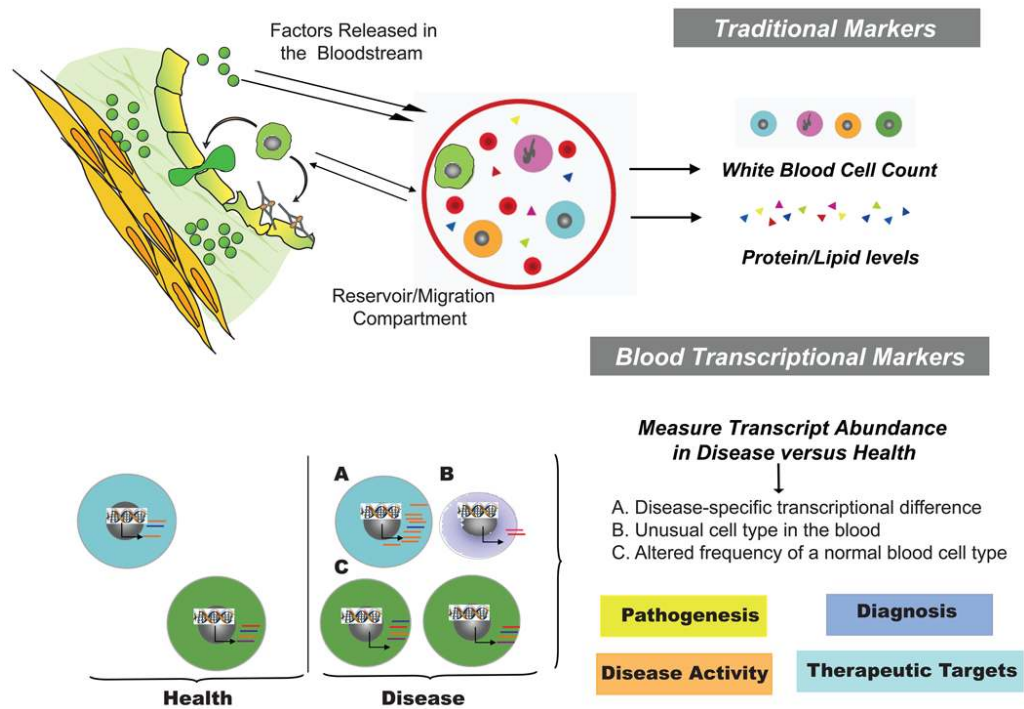 Factors Released in
the Bloodstream
Traditional Markers
White Blood Cell Count
Protein/Lipid levels
Reservoir/Migration
Compartment
Blood Transcriptional Markers
Measure Transcript Abundance
in Disease versus Health
A. Disease-specific transcriptional difference
B. Unusual cell type in the blood
C. Altered frequency of a normal blood cell type
A
B
C
Health
Disease
Pathogenesis
Diagnosis
Disease Activity
Therapeutic Targets